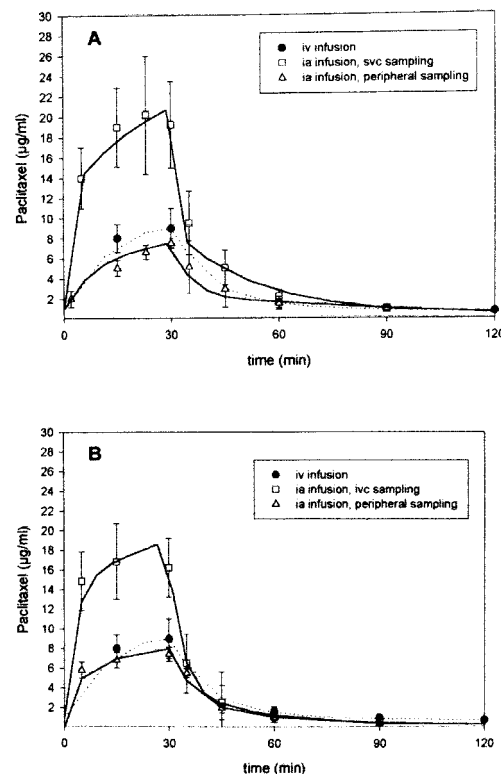 A
iv infusion
ia infusion, svc sampling
ia infusion, peripheral sampling
Paclitaxel (µg/ml)
30
28
26
24
22
20
18
16
14
12
10
8
6
4
2
0 30 60 90 120
time (min)
B
iv infusion
ia infusion, ivc sampling
ia infusion, peripheral sampling
Paclitaxel (µg/ml)
30
28
26
24
22
20
18
16
14
12
10
8
6
4
2
0 30 60 90 120
time (min)